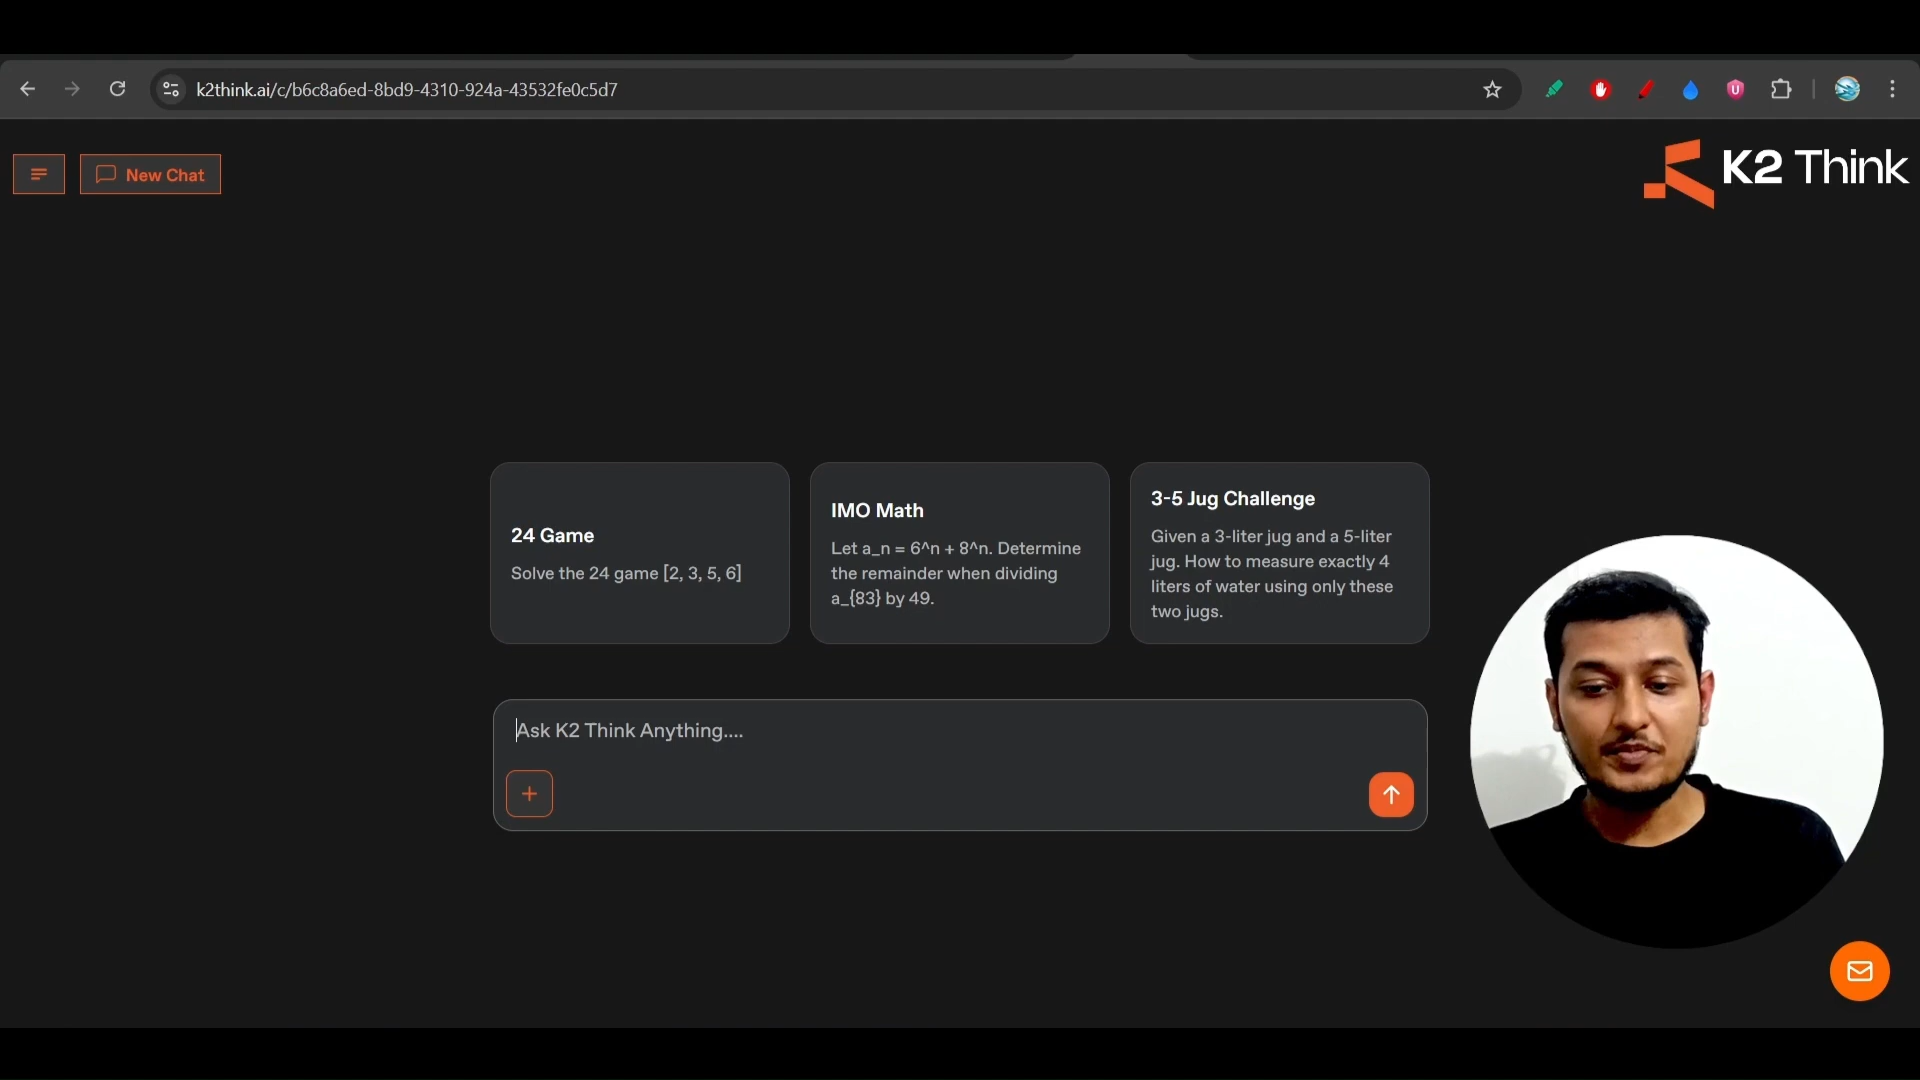 k2think.ai/c/b6c8a6ed-8bd9-4310-924a-43532fe0c5d7
New Chat
K2 Think
24 Game
Solve the 24 game [2, 3, 5, 6]
IMO Math
Let a_n = 6^n + 8^n. Determine
the remainder when dividing
a_{83} by 49.
3-5 Jug Challenge
Given a 3-liter jug and a 5-liter
jug. How to measure exactly 4
liters of water using only these
two jugs.
Ask K2 Think Anything....